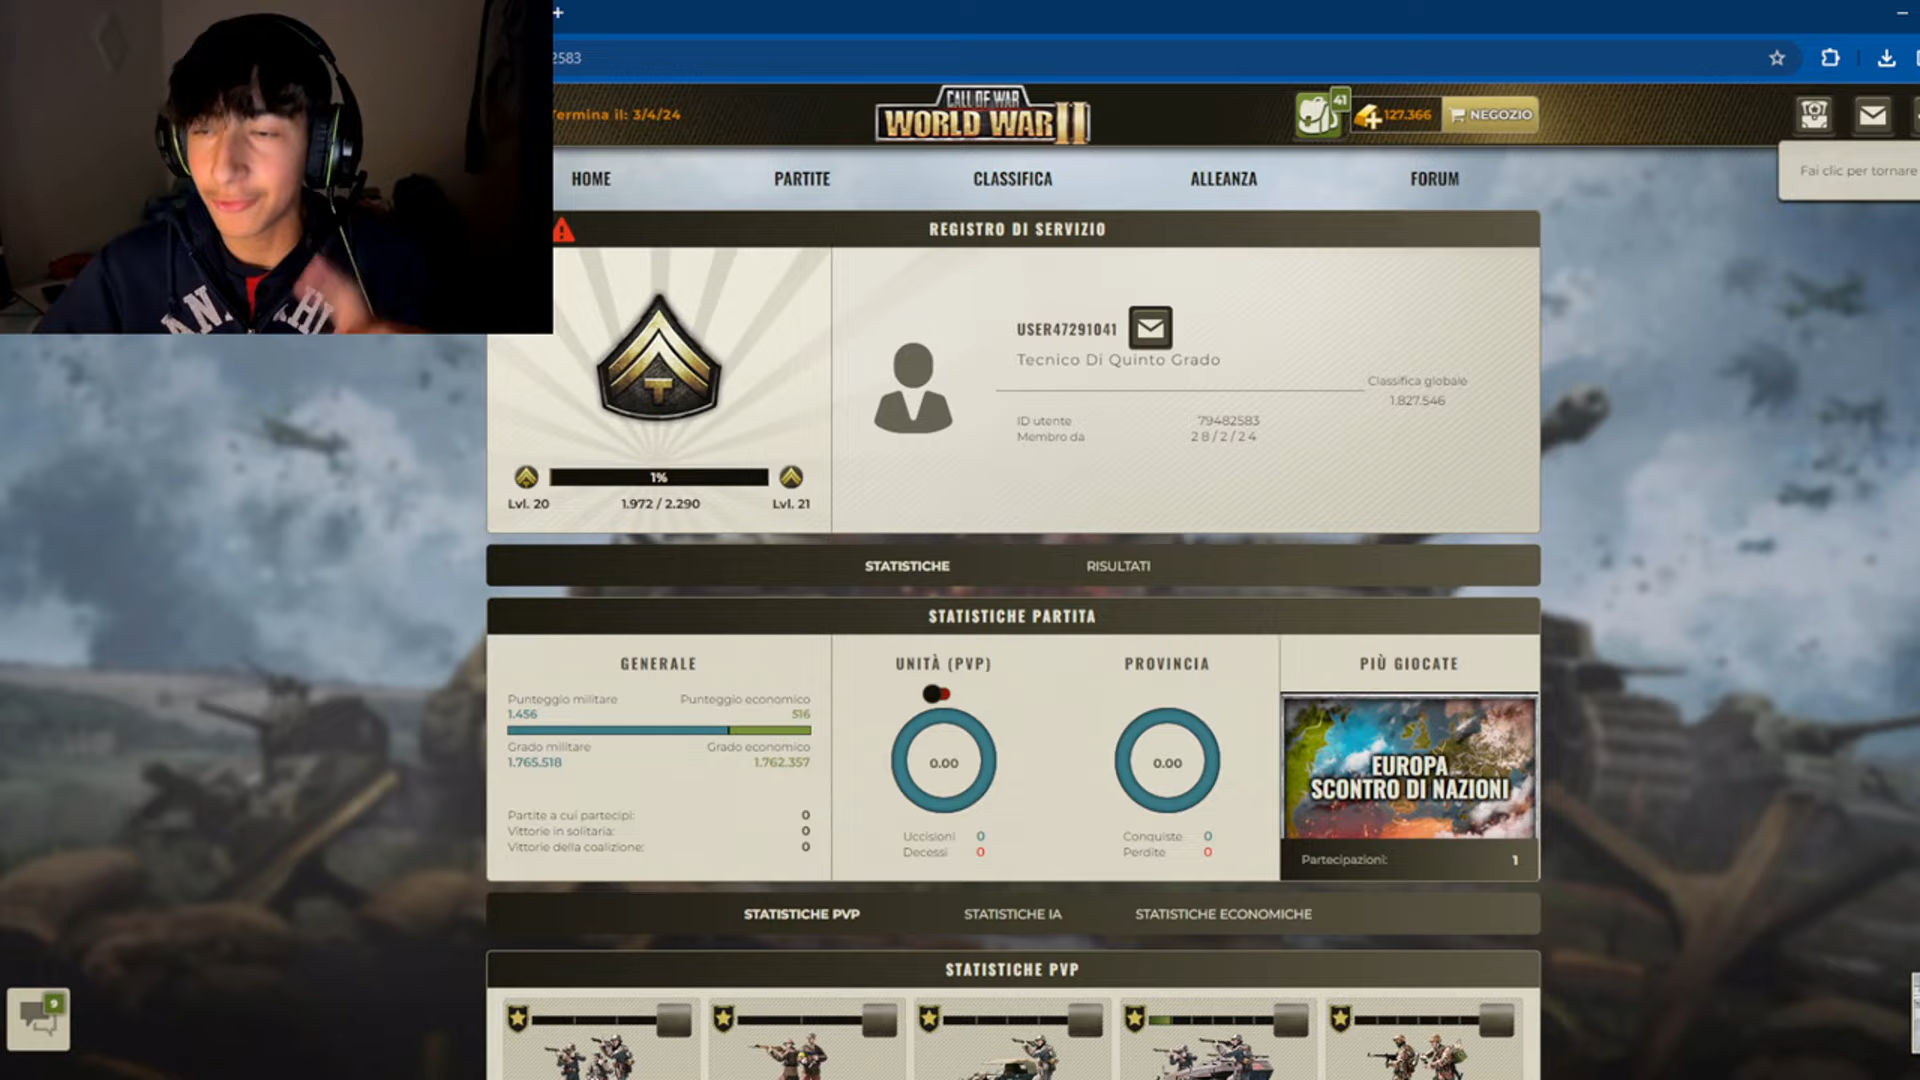 2583
Termina il: 3/4/24
CALL OF WAR
WORLD WAR II
41
127.366
NEGOZIO
Fai clic per tornare
HOME
PARTITE
CLASSIFICA
ALLEANZA
FORUM
REGISTRO DI SERVIZIO
USER47291041
Tecnico Di Quinto Grado
Classifica globale
1.827.546
ID utente 79482583
Membro da 28/2/24
T
1%
Lvl. 20 1.972 / 2.290 Lvl. 21
STATISTICHE
RISULTATI
STATISTICHE PARTITA
GENERALE
Punteggio militare Punteggio economico
1.456 516
Grado militare Grado economico
1.765.518 1.762.357
Partite a cui partecipi: 0
Vittorie in solitaria: 0
Vittorie della coalizione: 0
UNITÀ (PVP)
0.00
Uccisioni 0
Decessi 0
PROVINCIA
0.00
Conquiste 0
Perdite 0
PIÙ GIOCATE
EUROPA
SCONTRO DI NAZIONI
Partecipazioni: 1
STATISTICHE PVP
STATISTICHE IA
STATISTICHE ECONOMICHE
STATISTICHE PVP
9